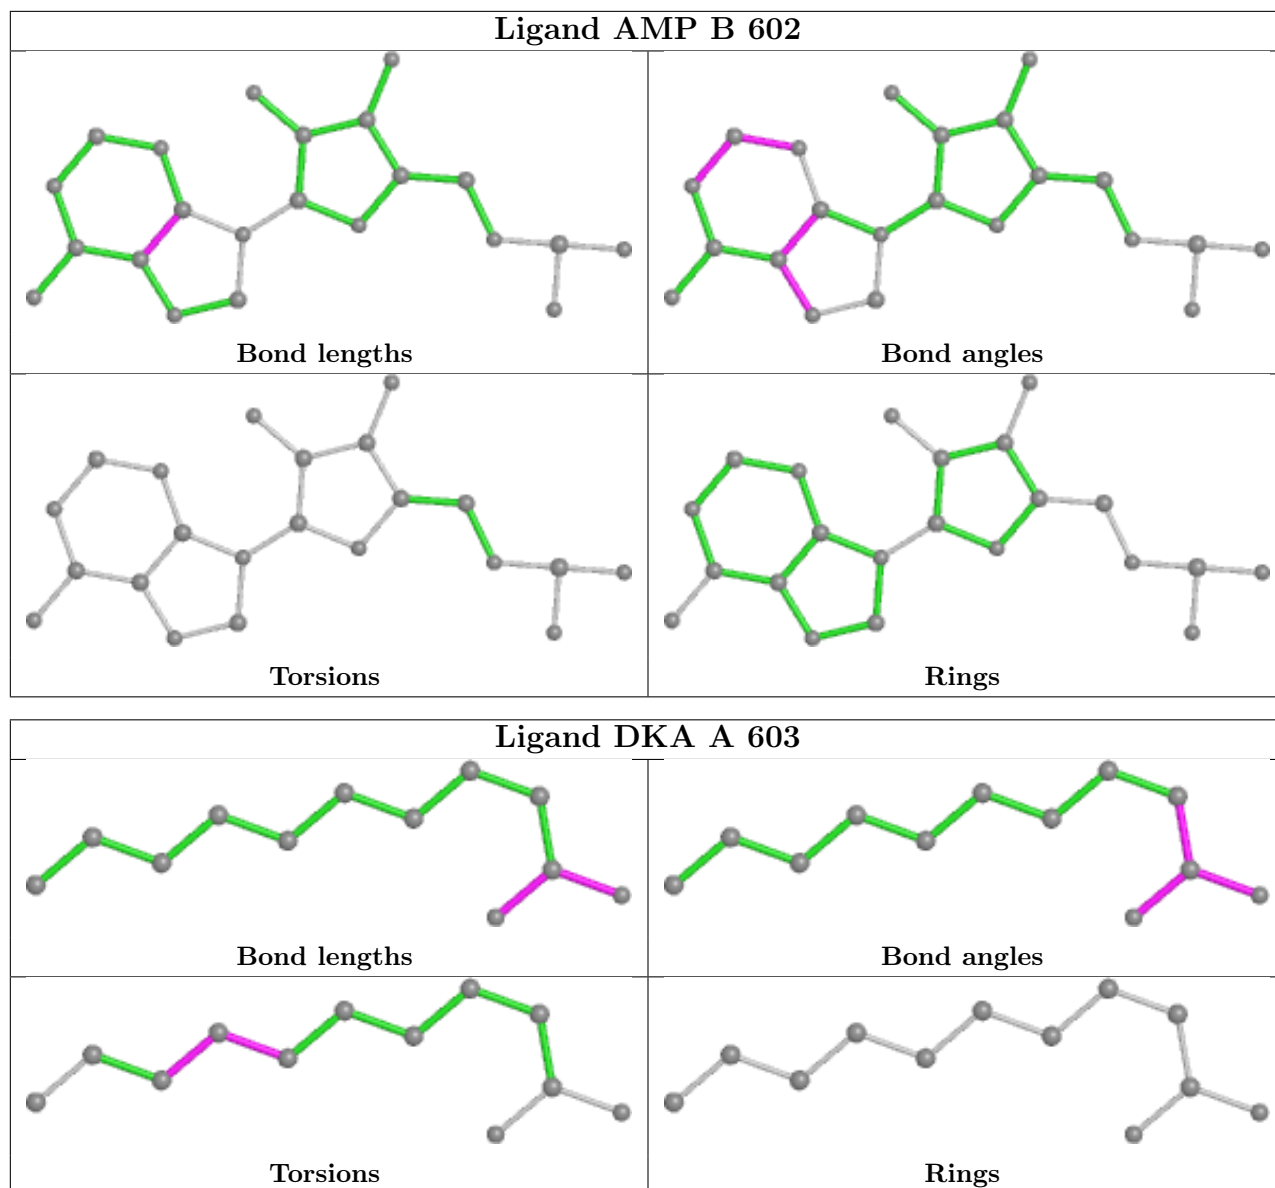 Ligand AMP B 602
Bond lengths
Bond angles
Torsions
Rings
Ligand DKA A 603
Bond lengths
Bond angles
Torsions
Rings